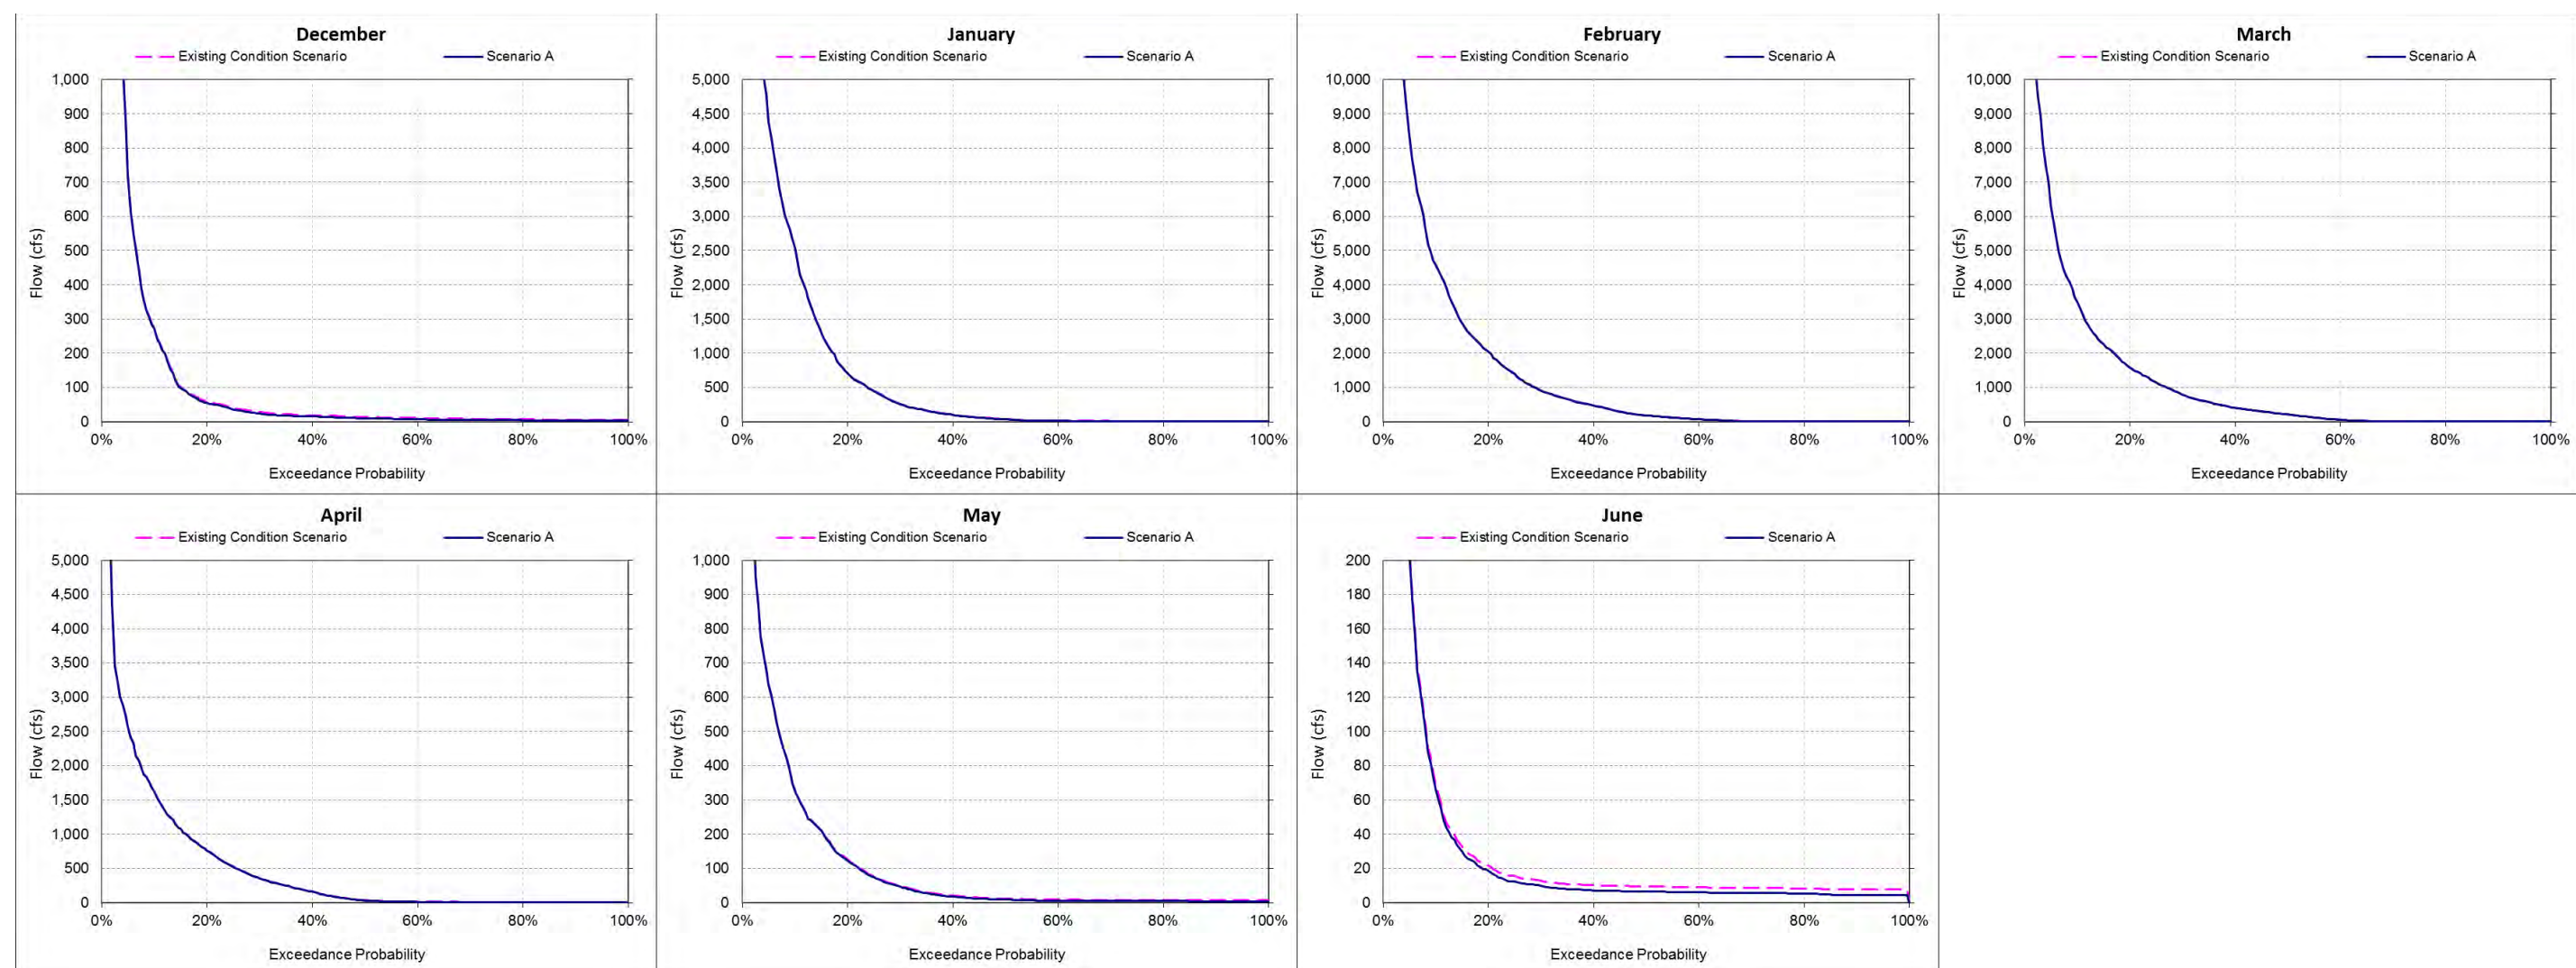 December
Existing Condition Scenario Scenario A
1,000
900
800
700
600
500
400
300
200
100
0
0% 20% 40% 60% 80% 100%
Flow (cfs)
Exceedance Probability
January
Existing Condition Scenario Scenario A
5,000
4,500
4,000
3,500
3,000
2,500
2,000
1,500
1,000
500
0
0% 20% 40% 60% 80% 100%
Flow (cfs)
Exceedance Probability
February
Existing Condition Scenario Scenario A
10,000
9,000
8,000
7,000
6,000
5,000
4,000
3,000
2,000
1,000
0
0% 20% 40% 60% 80% 100%
Flow (cfs)
Exceedance Probability
March
Existing Condition Scenario Scenario A
10,000
9,000
8,000
7,000
6,000
5,000
4,000
3,000
2,000
1,000
0
0% 20% 40% 60% 80% 100%
Flow (cfs)
Exceedance Probability
April
Existing Condition Scenario Scenario A
5,000
4,500
4,000
3,500
3,000
2,500
2,000
1,500
1,000
500
0
0% 20% 40% 60% 80% 100%
Flow (cfs)
Exceedance Probability
May
Existing Condition Scenario Scenario A
1,000
900
800
700
600
500
400
300
200
100
0
0% 20% 40% 60% 80% 100%
Flow (cfs)
Exceedance Probability
June
Existing Condition Scenario Scenario A
200
180
160
140
120
100
80
60
40
20
0
0% 20% 40% 60% 80% 100%
Flow (cfs)
Exceedance Probability